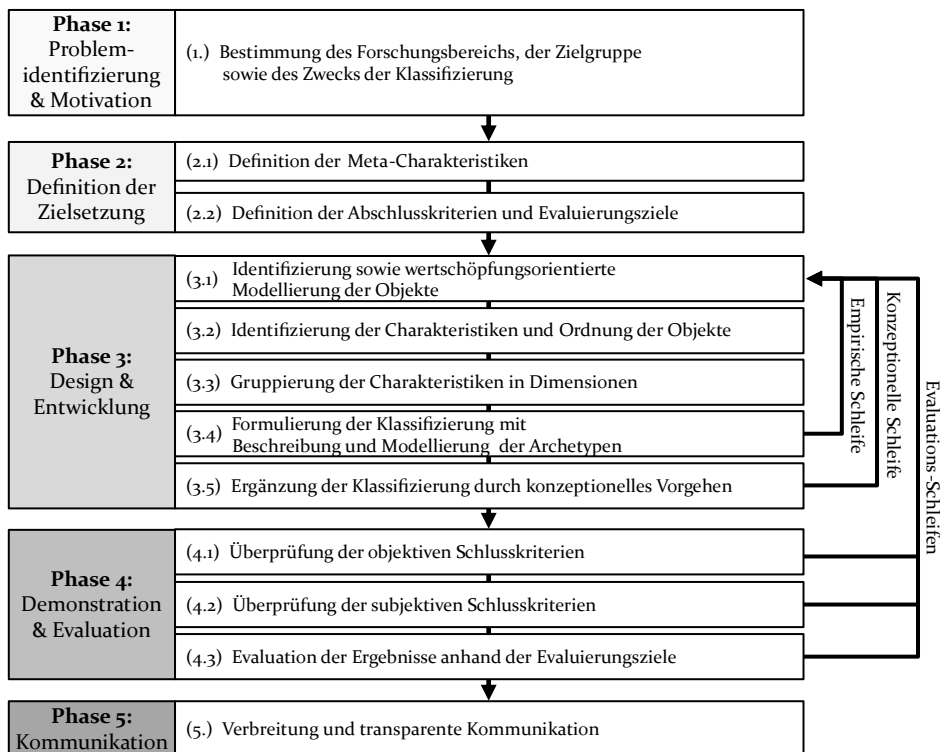 Phase 1:
Problem-
identifizierung
& Motivation
(1.) Bestimmung des Forschungsbereichs, der Zielgruppe
sowie des Zwecks der Klassifizierung
Phase 2:
Definition der
Zielsetzung
(2.1) Definition der Meta-Charakteristiken
(2.2) Definition der Abschlusskriterien und Evaluierungsziele
Phase 3:
Design &
Entwicklung
(3.1) Identifizierung sowie wertschöpfungsorientierte
Modellierung der Objekte
(3.2) Identifizierung der Charakteristiken und Ordnung der Objekte
(3.3) Gruppierung der Charakteristiken in Dimensionen
(3.4) Formulierung der Klassifizierung mit
Beschreibung und Modellierung der Archetypen
(3.5) Ergänzung der Klassifizierung durch konzeptionelles Vorgehen
Empirische Schleife
Konzeptionelle Schleife
Evaluations-Schleifen
Phase 4:
Demonstration
& Evaluation
(4.1) Überprüfung der objektiven Schlusskriterien
(4.2) Überprüfung der subjektiven Schlusskriterien
(4.3) Evaluation der Ergebnisse anhand der Evaluierungsziele
Phase 5:
Kommunikation
(5.) Verbreitung und transparente Kommunikation